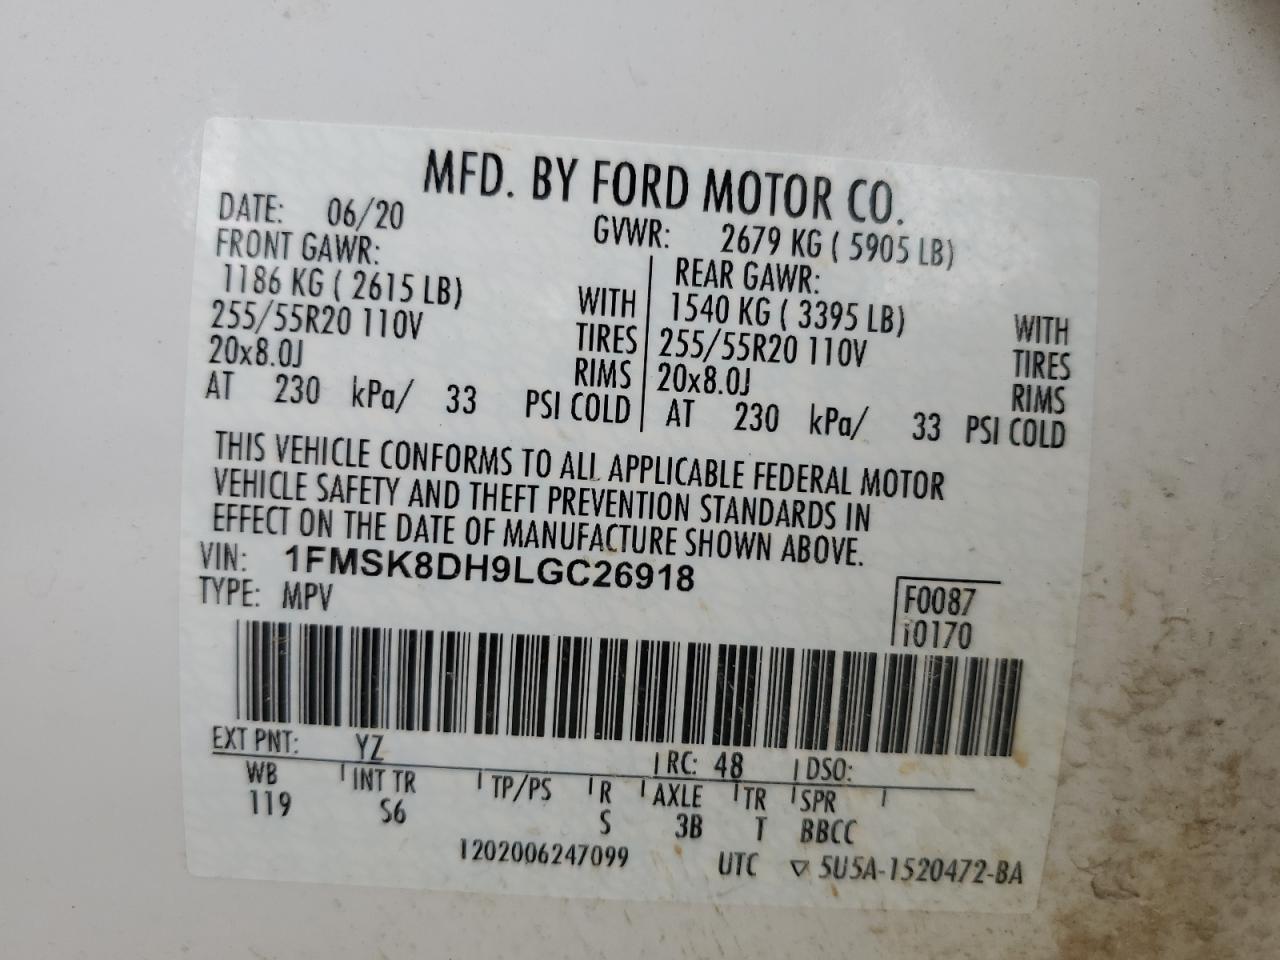 MFD. BY FORD MOTOR CO.
DATE: 06/20 GVWR: 2679 KG ( 5905 LB)
FRONT GAWR: REAR GAWR:
1186 KG ( 2615 LB) WITH 1540 KG ( 3395 LB) WITH
255/55R20 110V TIRES 255/55R20 110V TIRES
20x8.0J RIMS 20x8.0J RIMS
AT 230 kPa/ 33 PSI COLD AT 230 kPa/ 33 PSI COLD
THIS VEHICLE CONFORMS TO ALL APPLICABLE FEDERAL MOTOR
VEHICLE SAFETY AND THEFT PREVENTION STANDARDS IN
EFFECT ON THE DATE OF MANUFACTURE SHOWN ABOVE.
VIN: 1FMSK8DH9LGC26918
TYPE: MPV F0087
T0170
EXT PNT: YZ RC: 48 DSO:
WB INT TR TP/PS R AXLE TR SPR
119 S6 S 3B T BBCC
1202006247099 UTC ▽ 5U5A-1520472-BA